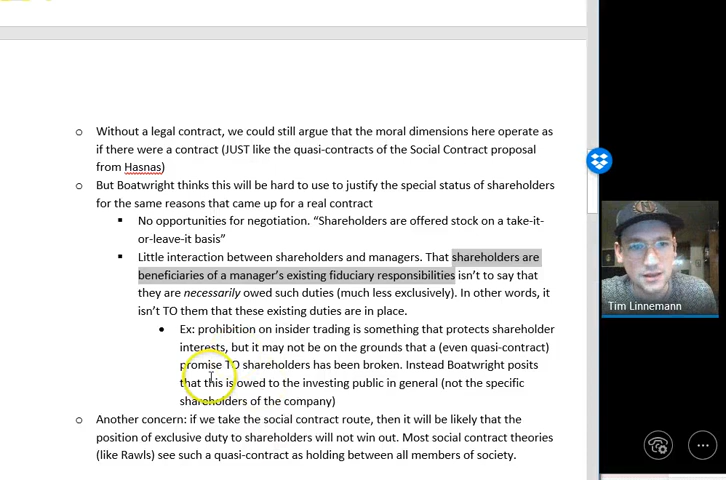 o Without a legal contract, we could still argue that the moral dimensions here operate as
if there were a contract (JUST like the quasi-contracts of the Social Contract proposal
from Hasnas)
o But Boatwright thinks this will be hard to use to justify the special status of shareholders
for the same reasons that came up for a real contract
▪ No opportunities for negotiation. “Shareholders are offered stock on a take-it-
or-leave-it basis”
▪ Little interaction between shareholders and managers. That shareholders are
beneficiaries of a manager’s existing fiduciary responsibilities isn’t to say that
they are necessarily owed such duties (much less exclusively). In other words, it
isn’t TO them that these existing duties are in place.
• Ex: prohibition on insider trading is something that protects shareholder
interests, but it may not be on the grounds that a (even quasi-contract)
promise TO shareholders has been broken. Instead Boatwright posits
that this is owed to the investing public in general (not the specific
shareholders of the company)
o Another concern: if we take the social contract route, then it will be likely that the
position of exclusive duty to shareholders will not win out. Most social contract theories
(like Rawls) see such a quasi-contract as holding between all members of society.
Tim Linnemann